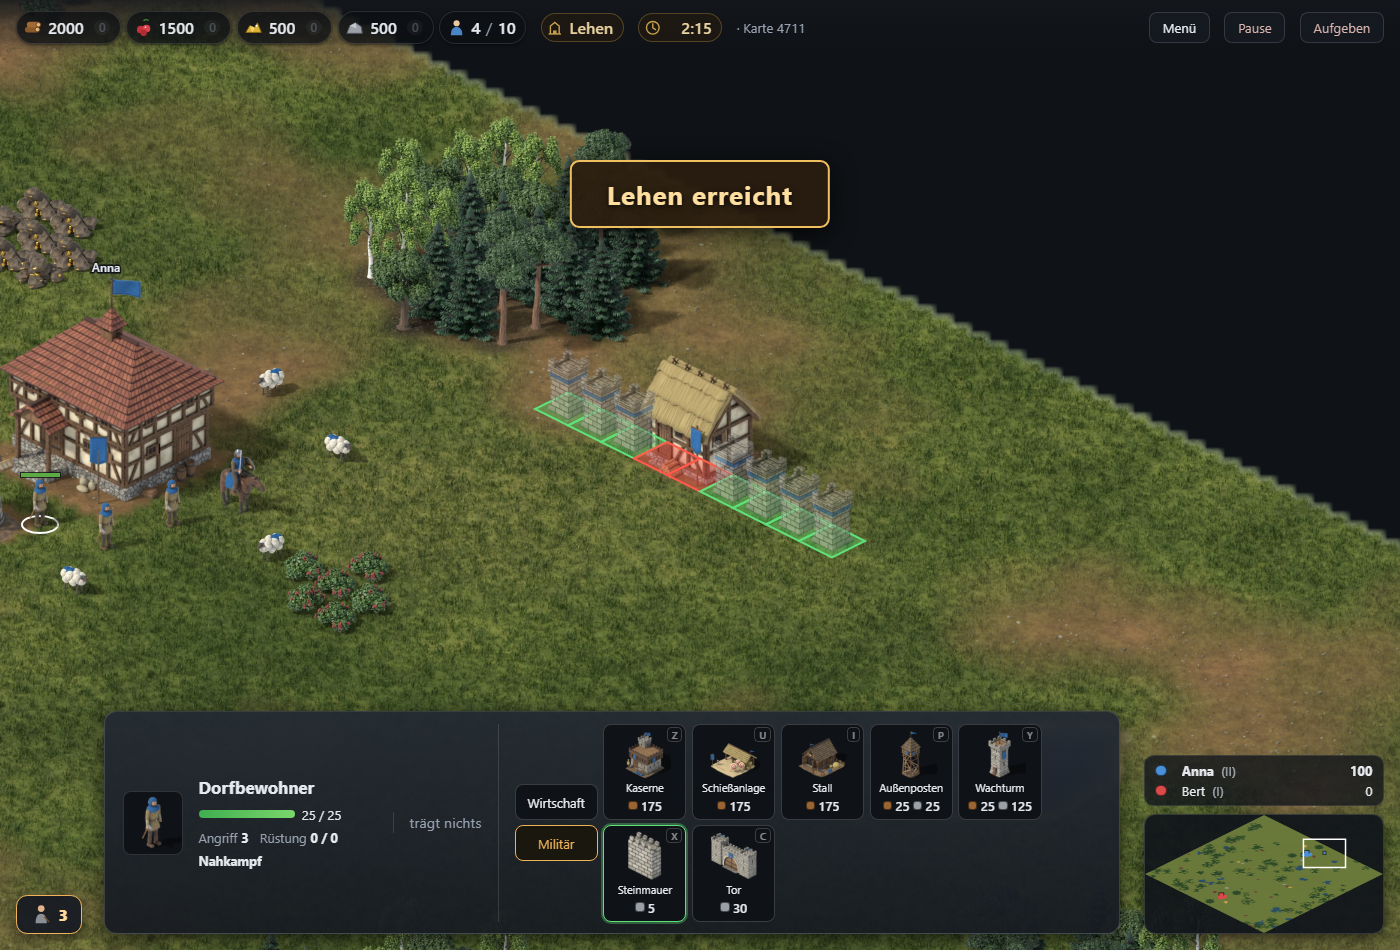 2000 0 1500 0 500 0 500 0 4 / 10 Lehen 2:15 · Karte 4711 Menü Pause Aufgeben
Lehen erreicht
Anna
Dorfbewohner
25 / 25
Angriff 3 Rüstung 0 / 0
Nahkampf
trägt nichts
Wirtschaft
Militär
Z
Kaserne
175
U
Schießanlage
175
I
Stall
175
P
Außenposten
25 25
Y
Wachturm
25 125
X
Steinmauer
5
C
Tor
30
Anna (II) 100
Bert (I) 0
3